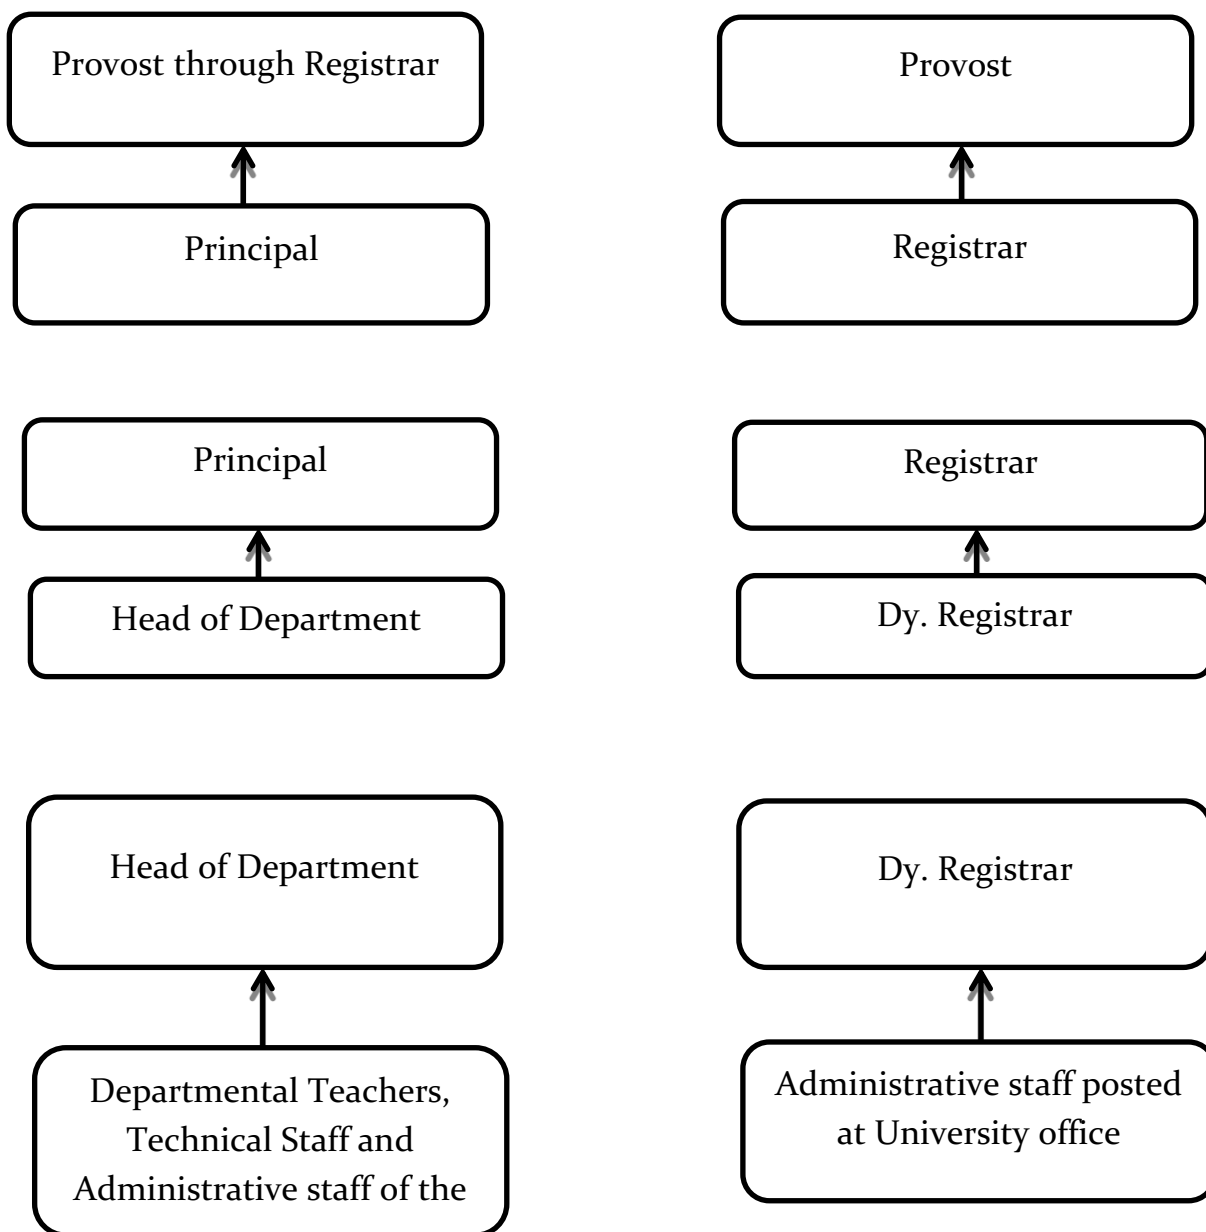 Provost through Registrar
Provost
Principal
Registrar
Principal
Registrar
Head of Department
Dy. Registrar
Head of Department
Dy. Registrar
Departmental Teachers,
Technical Staff and
Administrative staff of the
Administrative staff posted
at University office